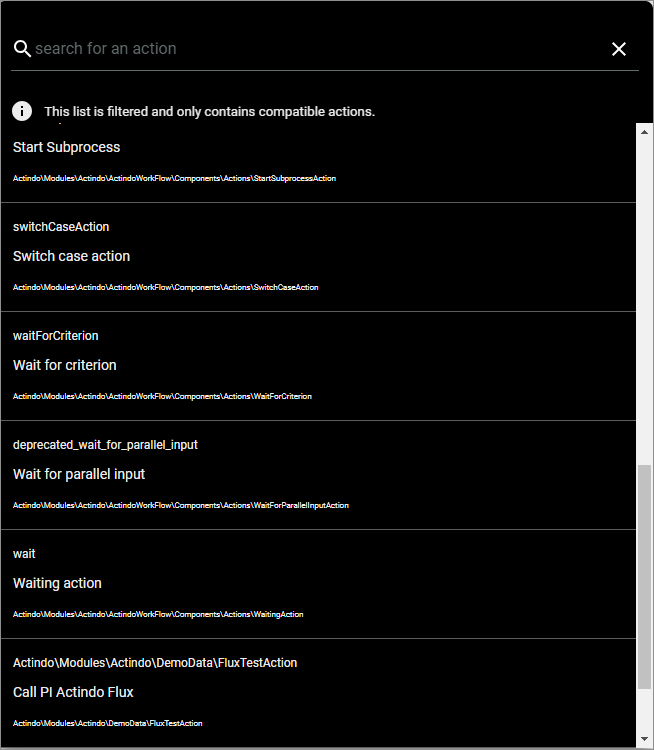 search for an action
This list is filtered and only contains compatible actions.
Start Subprocess
Actindo\Modules\Actindo\ActindoWorkFlow\Components\Actions\StartSubprocessAction
switchCaseAction
Switch case action
Actindo\Modules\Actindo\ActindoWorkFlow\Components\Actions\SwitchCaseAction
waitForCriterion
Wait for criterion
Actindo\Modules\Actindo\ActindoWorkFlow\Components\Actions\WaitForCriterion
deprecated_wait_for_parallel_input
Wait for parallel input
Actindo\Modules\Actindo\ActindoWorkFlow\Components\Actions\WaitForParallelInputAction
wait
Waiting action
Actindo\Modules\Actindo\ActindoWorkFlow\Components\Actions\WaitingAction
Actindo\Modules\Actindo\DemoData\FluxTestAction
Call PI Actindo Flux
Actindo\Modules\Actindo\DemoData\FluxTestAction